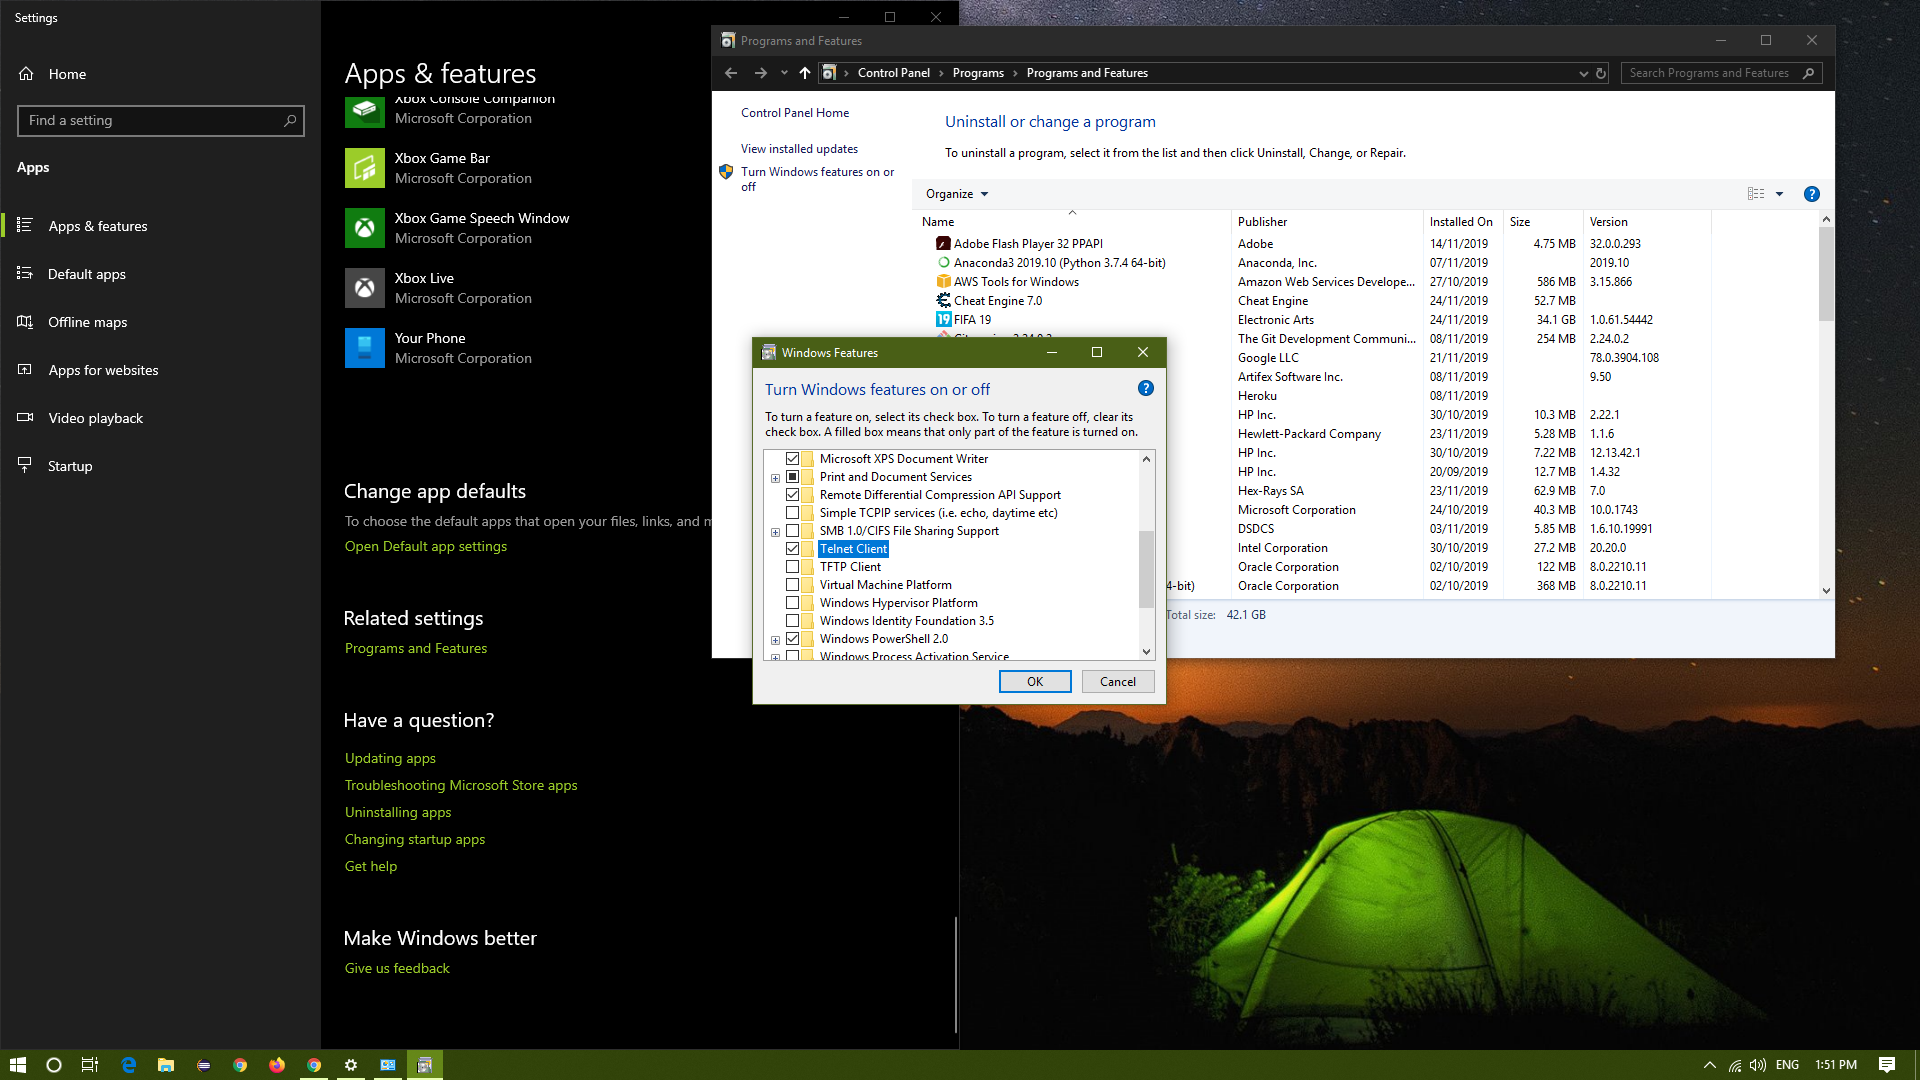 Settings
Home
Find a setting
Apps
Apps & features
Default apps
Offline maps
Apps for websites
Video playback
Startup
Apps & features
Xbox Console Companion
Microsoft Corporation
Xbox Game Bar
Microsoft Corporation
Xbox Game Speech Window
Microsoft Corporation
Xbox Live
Microsoft Corporation
Your Phone
Microsoft Corporation
Change app defaults
To choose the default apps that open your files, links, and m
Open Default app settings
Related settings
Programs and Features
Have a question?
Updating apps
Troubleshooting Microsoft Store apps
Uninstalling apps
Changing startup apps
Get help
Make Windows better
Give us feedback
Programs and Features
Control Panel > Programs > Programs and Features
Search Programs and Features
Control Panel Home
View installed updates
Turn Windows features on or
off
Uninstall or change a program
To uninstall a program, select it from the list and then click Uninstall, Change, or Repair.
Organize
Name Publisher Installed On Size Version
Adobe Flash Player 32 PPAPI Adobe 14/11/2019 4.75 MB 32.0.0.293
Anaconda3 2019.10 (Python 3.7.4 64-bit) Anaconda, Inc. 07/11/2019 2019.10
AWS Tools for Windows Amazon Web Services Develope... 27/10/2019 586 MB 3.15.866
Cheat Engine 7.0 Cheat Engine 24/11/2019 52.7 MB
FIFA 19 Electronic Arts 24/11/2019 34.1 GB 1.0.61.54442
The Git Development Communi... 08/11/2019 254 MB 2.24.0.2
Google LLC 21/11/2019 78.0.3904.108
Artifex Software Inc. 08/11/2019 9.50
Heroku 08/11/2019
HP Inc. 30/10/2019 10.3 MB 2.22.1
Hewlett-Packard Company 23/11/2019 5.28 MB 1.1.6
HP Inc. 30/10/2019 7.22 MB 12.13.42.1
HP Inc. 20/09/2019 12.7 MB 1.4.32
Hex-Rays SA 23/11/2019 62.9 MB 7.0
Microsoft Corporation 24/10/2019 40.3 MB 10.0.1743
DSDCS 03/11/2019 5.85 MB 1.6.10.19991
Intel Corporation 30/10/2019 27.2 MB 20.20.0
Oracle Corporation 02/10/2019 122 MB 8.0.2210.11
4-bit) Oracle Corporation 02/10/2019 368 MB 8.0.2210.11
Total size: 42.1 GB
Windows Features
Turn Windows features on or off
To turn a feature on, select its check box. To turn a feature off, clear its
check box. A filled box means that only part of the feature is turned on.
Microsoft XPS Document Writer
Print and Document Services
Remote Differential Compression API Support
Simple TCPIP services (i.e. echo, daytime etc)
SMB 1.0/CIFS File Sharing Support
Telnet Client
TFTP Client
Virtual Machine Platform
Windows Hypervisor Platform
Windows Identity Foundation 3.5
Windows PowerShell 2.0
Windows Process Activation Service
OK Cancel
ENG 1:51 PM